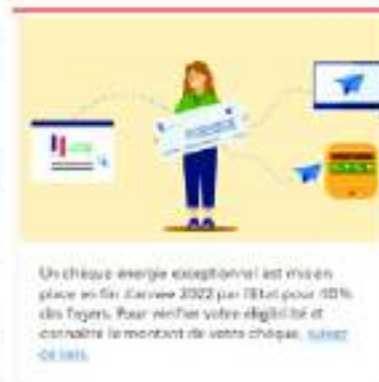 Un chèque énergie exceptionnel est mis en
place en fin d'année 2022 par l'État pour 40%
des foyers. Pour vérifier votre éligibilité et
connaître le montant de votre chèque, suivez
ce lien.